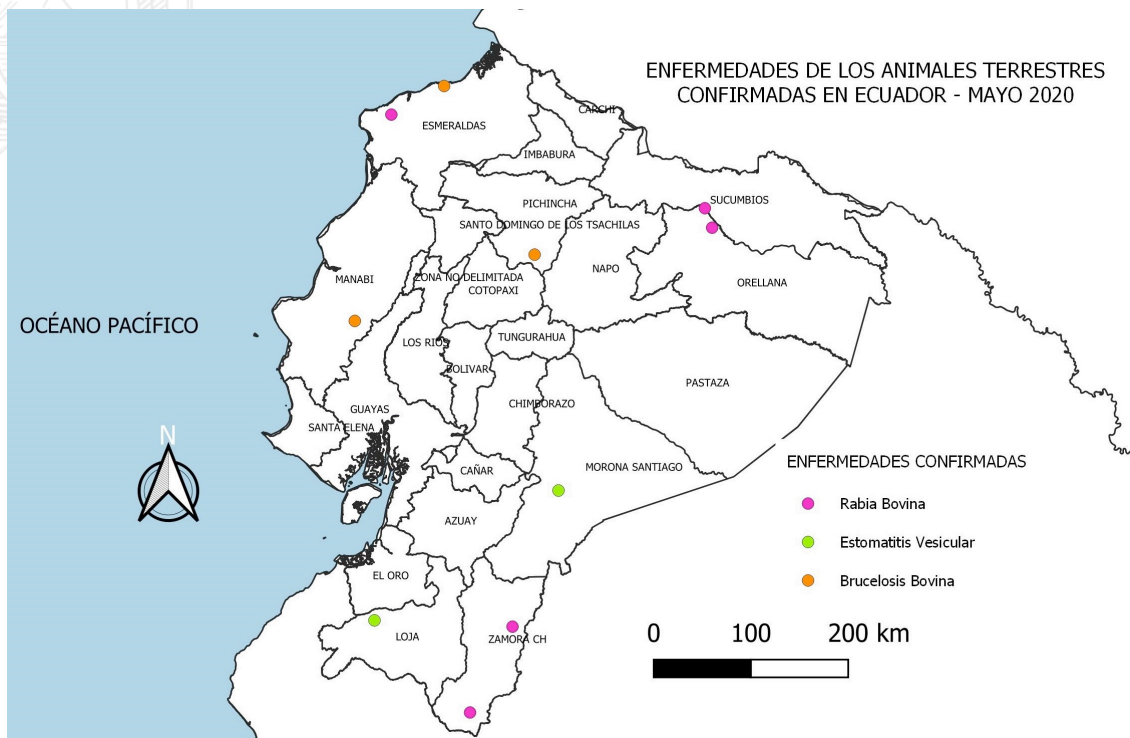 ENFERMEDADES DE LOS ANIMALES TERRESTRES
CONFIRMADAS EN ECUADOR - MAYO 2020
CARCHI
ESMERALDAS
IMBABURA
SUCUMBIOS
PICHINCHA
SANTO DOMINGO DE LOS TSACHILAS
NAPO
ZONA NO DELIMITADA
MANABI
COTOPAXI
ORELLANA
OCÉANO PACÍFICO
TUNGURAHUA
LOS RIOS
BOLIVAR
PASTAZA
CHIMBORAZO
GUAYAS
SANTA ELENA
N
CAÑAR
MORONA SANTIAGO
AZUAY
EL ORO
LOJA
ZAMORA CH
ENFERMEDADES CONFIRMADAS
Rabia Bovina
Estomatitis Vesicular
Brucelosis Bovina
0 100 200 km